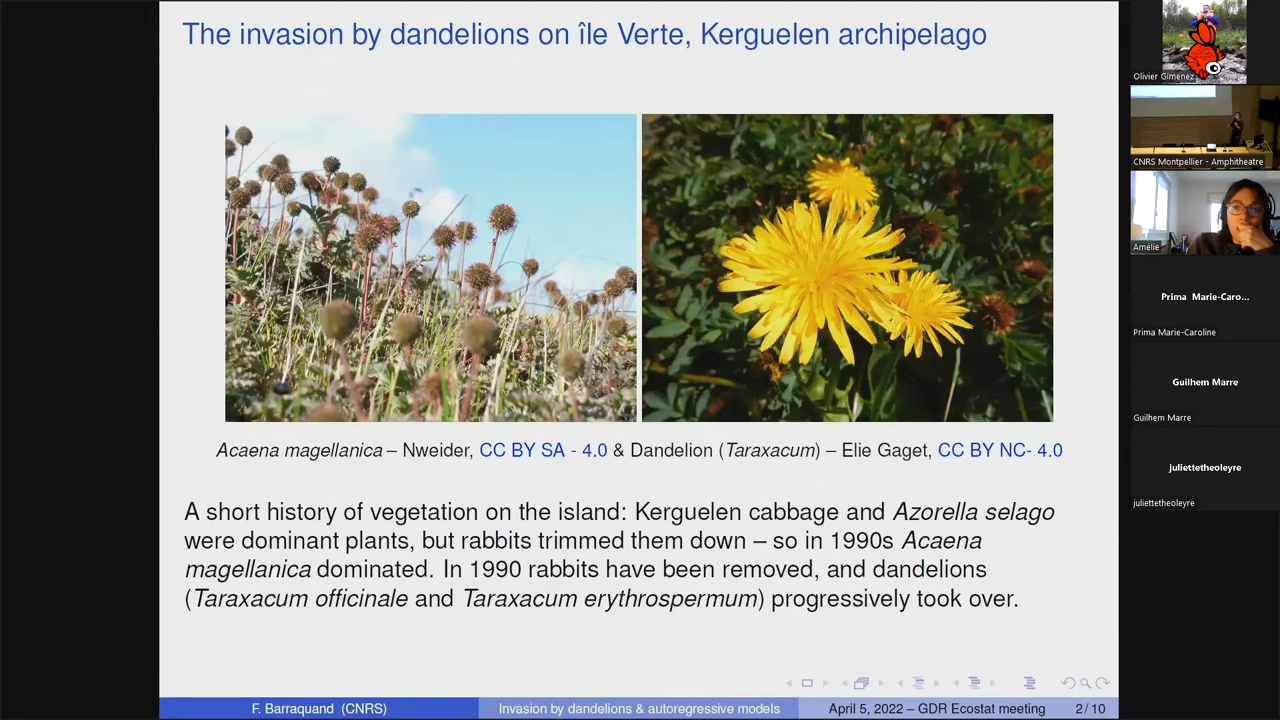 The invasion by dandelions on île Verte, Kerguelen archipelago
Acaena magellanica – Nweider, CC BY SA - 4.0 & Dandelion (Taraxacum) – Elie Gaget, CC BY NC- 4.0
A short history of vegetation on the island: Kerguelen cabbage and Azorella selago
were dominant plants, but rabbits trimmed them down – so in 1990s Acaena
magellanica dominated. In 1990 rabbits have been removed, and dandelions
(Taraxacum officinale and Taraxacum erythrospermum) progressively took over.
F. Barraquand (CNRS)
Invasion by dandelions & autoregressive models
April 5, 2022 – GDR Ecostat meeting
2 / 10
Olivier Gimenez
CNRS Montpellier - Amphitheatre
Amélie
Prima Marie-Caro...
Prima Marie-Caroline
Guilhem Marre
Guilhem Marre
juliettetheoleyre
juliettetheoleyre